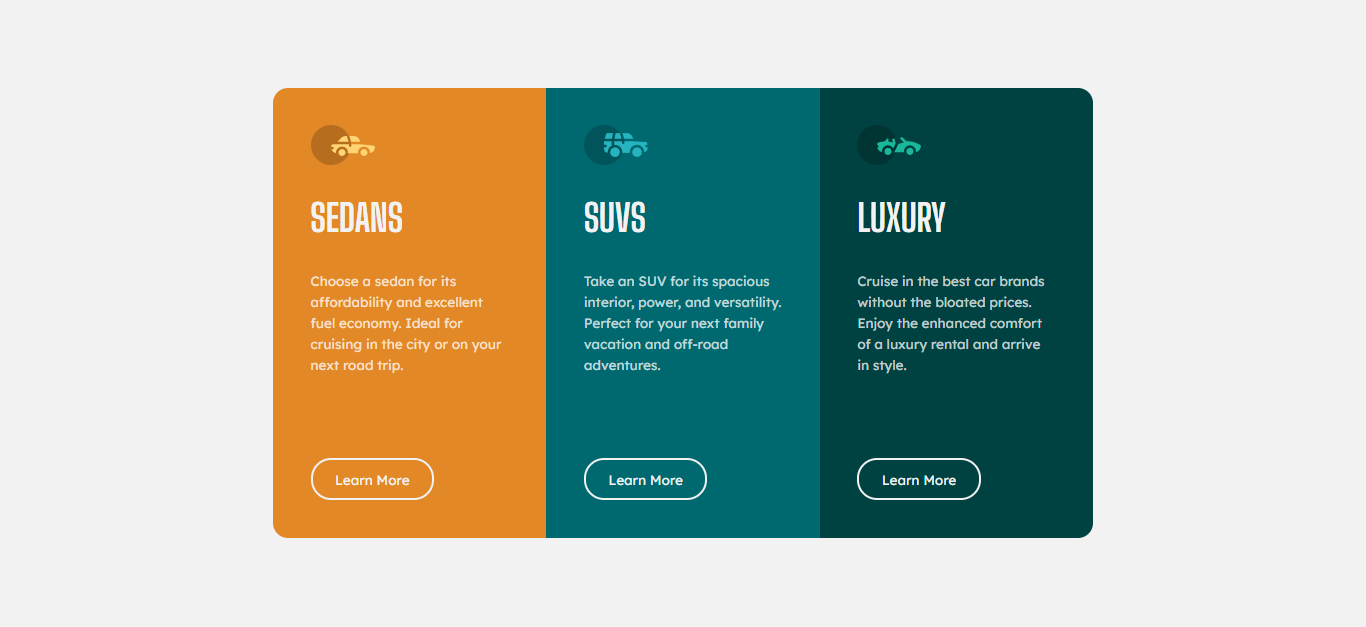 SEDANS
Choose a sedan for its
affordability and excellent
fuel economy. Ideal for
cruising in the city or on your
next road trip.
Learn More
SUVS
Take an SUV for its spacious
interior, power, and versatility.
Perfect for your next family
vacation and off-road
adventures.
Learn More
LUXURY
Cruise in the best car brands
without the bloated prices.
Enjoy the enhanced comfort
of a luxury rental and arrive
in style.
Learn More